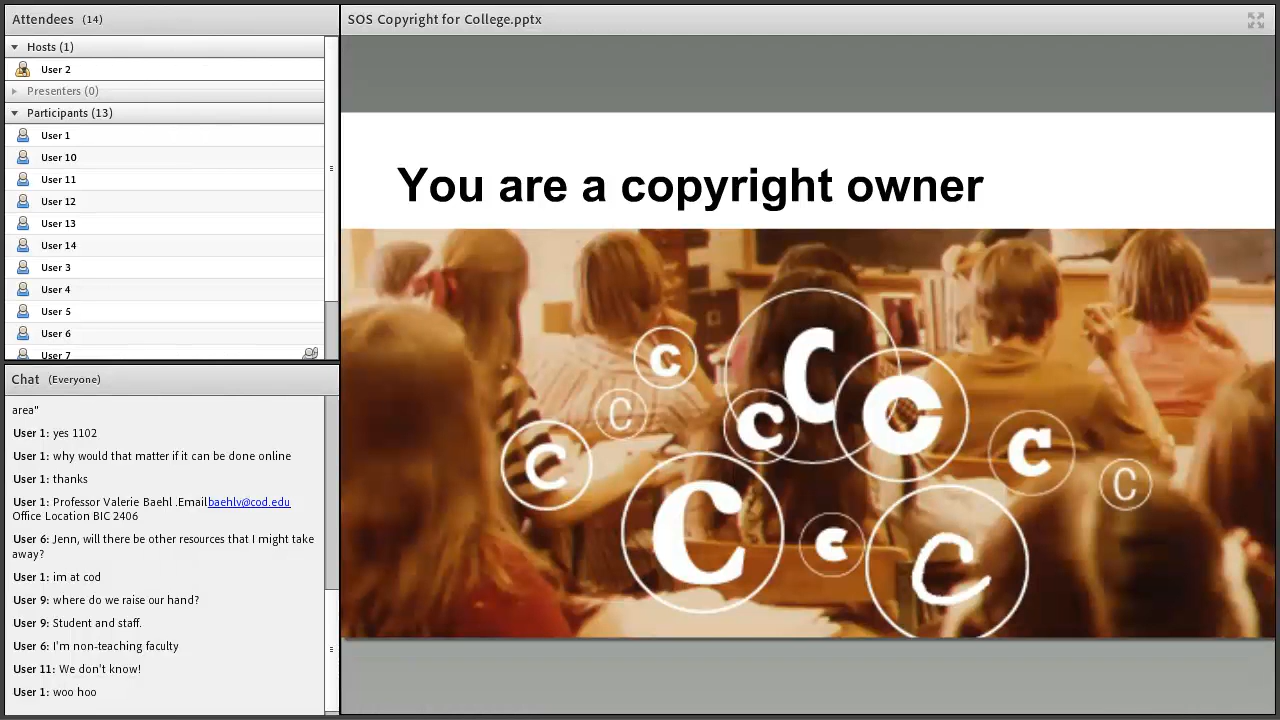 Attendees (14)
Hosts (1)
User 2
Presenters (0)
Participants (13)
User 1
User 10
User 11
User 12
User 13
User 14
User 3
User 4
User 5
User 6
User 7
Chat (Everyone)
area"
User 1: yes 1102
User 1: why would that matter if it can be done online
User 1: thanks
User 1: Professor Valerie Baehl .Emailbaehlv@cod.edu
Office Location BIC 2406
User 6: Jenn, will there be other resources that I might take
away?
User 1: im at cod
User 9: where do we raise our hand?
User 9: Student and staff.
User 6: I'm non-teaching faculty
User 11: We don't know!
User 1: woo hoo
SOS Copyright for College.pptx
You are a copyright owner
C
C
C
C
C
C
C
C
C
C
C